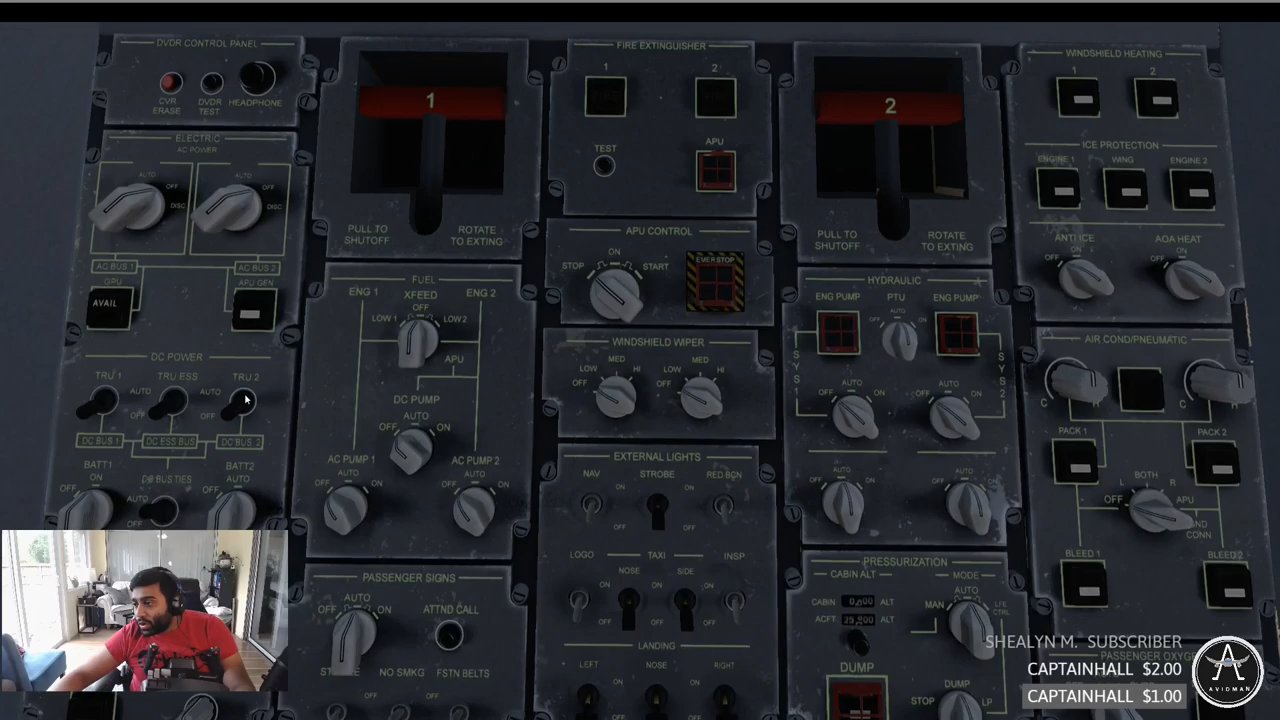 DVDR CONTROL PANEL
CVR ERASE
DVDR TEST
HEADPHONE
ELECTRIC
AC POWER
AUTO OFF DISC
AUTO OFF DISC
AC BUS 1
AC BUS 2
GPU
APU GEN
AVAIL
DC POWER
TRU 1 TRU ESS TRU 2
AUTO AUTO
OFF OFF
DC BUS 1 DC ESS BUS DC BUS 2
BATT1 DC BUS TIES BATT2
OFF ON AUTO OFF OFF AUTO
1
PULL TO SHUTOFF
ROTATE TO EXTING
FUEL
ENG 1 XFEED ENG 2
OFF
LOW 1 LOW 2
APU
DC PUMP
AUTO
OFF ON
AC PUMP 1 AC PUMP 2
AUTO AUTO
OFF ON OFF ON
PASSENGER SIGNS
AUTO
OFF ON
ATTND CALL
NO SMKG FSTN BELTS
OFF OFF
FIRE EXTINGUISHER
1 2
TEST
APU
APU CONTROL
ON
STOP START
EMER STOP
WINDSHIELD WIPER
MED MED
LOW HI LOW HI
OFF OFF
EXTERNAL LIGHTS
NAV STROBE RED BCN
ON ON ON
OFF OFF OFF
LOGO TAXI INSP
NOSE SIDE
ON ON ON ON
OFF OFF OFF OFF
LANDING
LEFT NOSE RIGHT
ON ON ON
2
PULL TO SHUTOFF
ROTATE TO EXTING
HYDRAULIC
ENG PUMP PTU ENG PUMP
AUTO
OFF ON
SYS 1
SYS 2
AUTO AUTO
OFF ON OFF ON
AUTO AUTO
OFF ON OFF ON
PRESSURIZATION
CABIN ALT MODE
AUTO
MAN LFE CTRL
CABIN ALT
ACFT ALT
DUMP
DUMP
STOP LP
WINDSHIELD HEATING
1 2
ICE PROTECTION
ENGINE 1 WING ENGINE 2
ANTI ICE AOA HEAT
OFF ON OFF ON
AIR COND/PNEUMATIC
C H C H
PACK 1 PACK 2
BOTH
L R
OFF APU
GND CONN
BLEED 1 BLEED 2
SHEALYN M. SUBSCRIBER
CAPTAINHALL $2.00
CAPTAINHALL $1.00
AVIDMAN